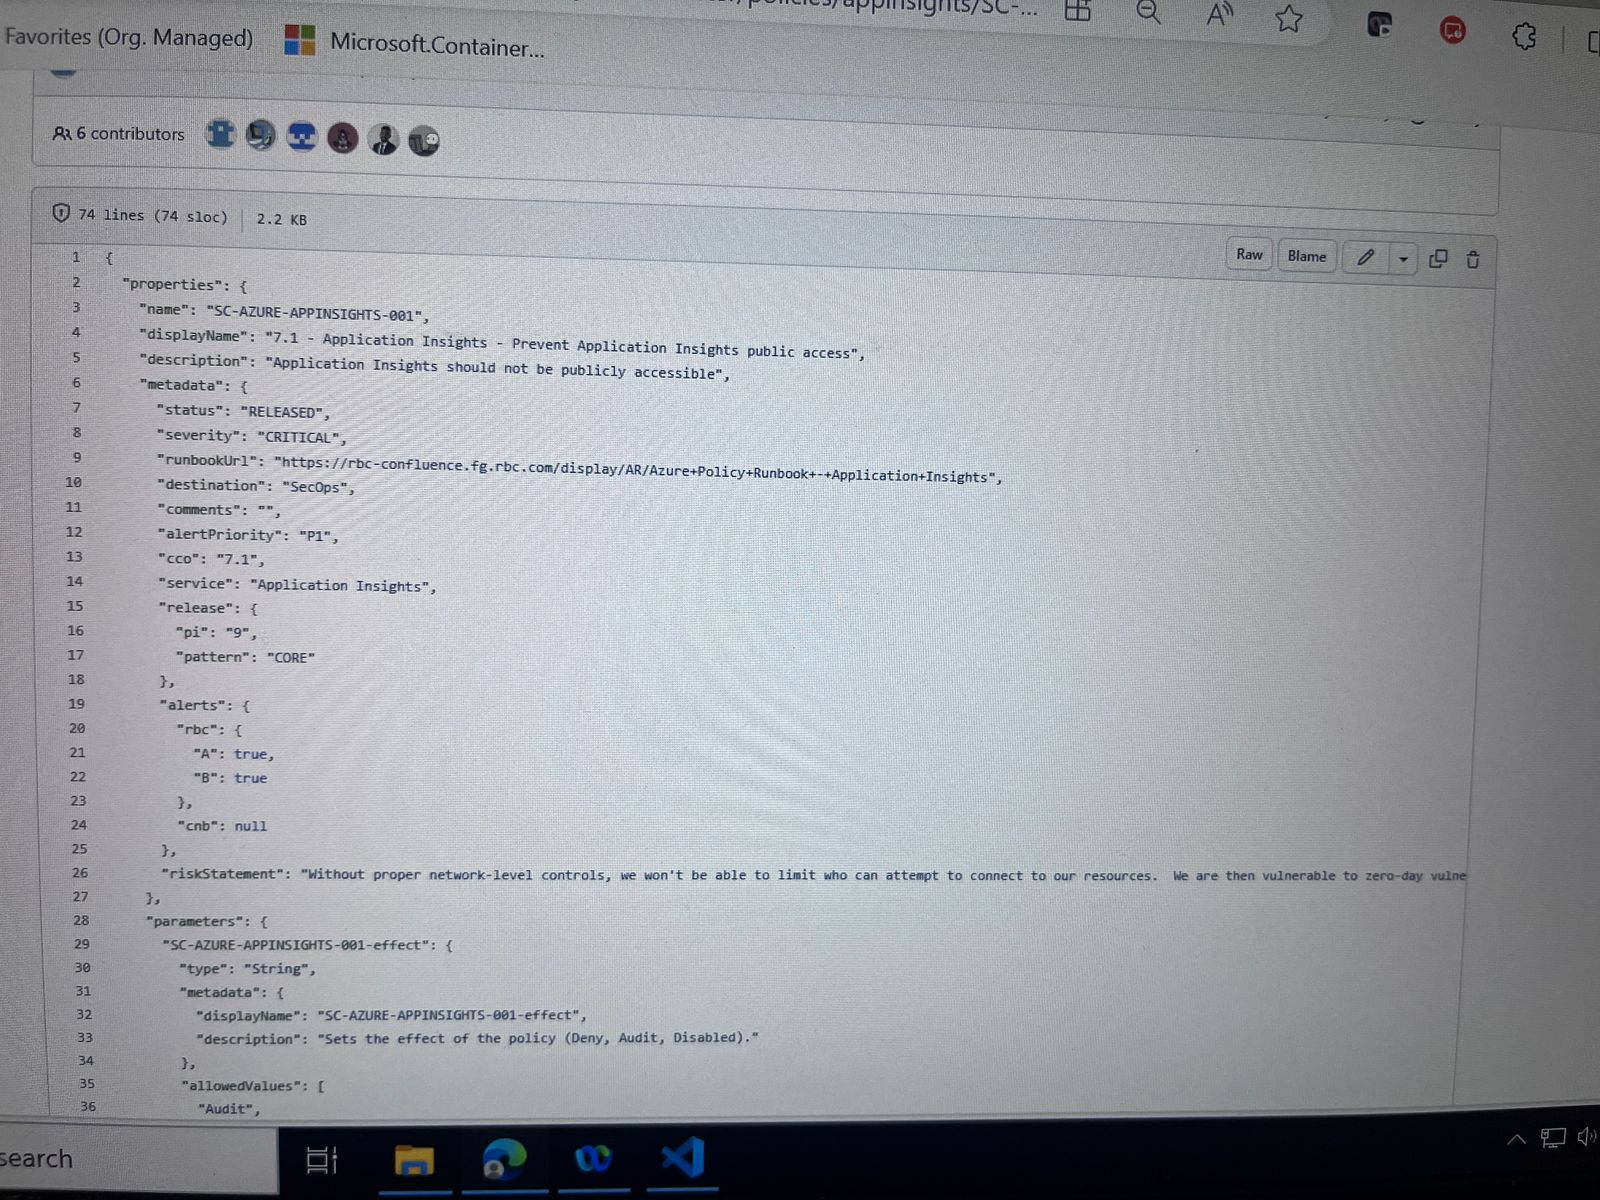 policies/appinsights/SC-...
Favorites (Org. Managed)
Microsoft.Container...
6 contributors
74 lines (74 sloc)
2.2 KB
Raw
Blame
1 {
2 "properties": {
3 "name": "SC-AZURE-APPINSIGHTS-001",
4 "displayName": "7.1 - Application Insights - Prevent Application Insights public access",
5 "description": "Application Insights should not be publicly accessible",
6 "metadata": {
7 "status": "RELEASED",
8 "severity": "CRITICAL",
9 "runbookUrl": "https://rbc-confluence.fg.rbc.com/display/AR/Azure+Policy+Runbook+-+Application+Insights",
10 "destination": "SecOps",
11 "comments": "",
12 "alertPriority": "P1",
13 "cco": "7.1",
14 "service": "Application Insights",
15 "release": {
16 "pi": "9",
17 "pattern": "CORE"
18 },
19 "alerts": {
20 "rbc": {
21 "A": true,
22 "B": true
23 },
24 "cnb": null
25 },
26 "riskStatement": "Without proper network-level controls, we won't be able to limit who can attempt to connect to our resources.  We are then vulnerable to zero-day vulne
27 },
28 "parameters": {
29 "SC-AZURE-APPINSIGHTS-001-effect": {
30 "type": "String",
31 "metadata": {
32 "displayName": "SC-AZURE-APPINSIGHTS-001-effect",
33 "description": "Sets the effect of the policy (Deny, Audit, Disabled)."
34 },
35 "allowedValues": [
36 "Audit",
search